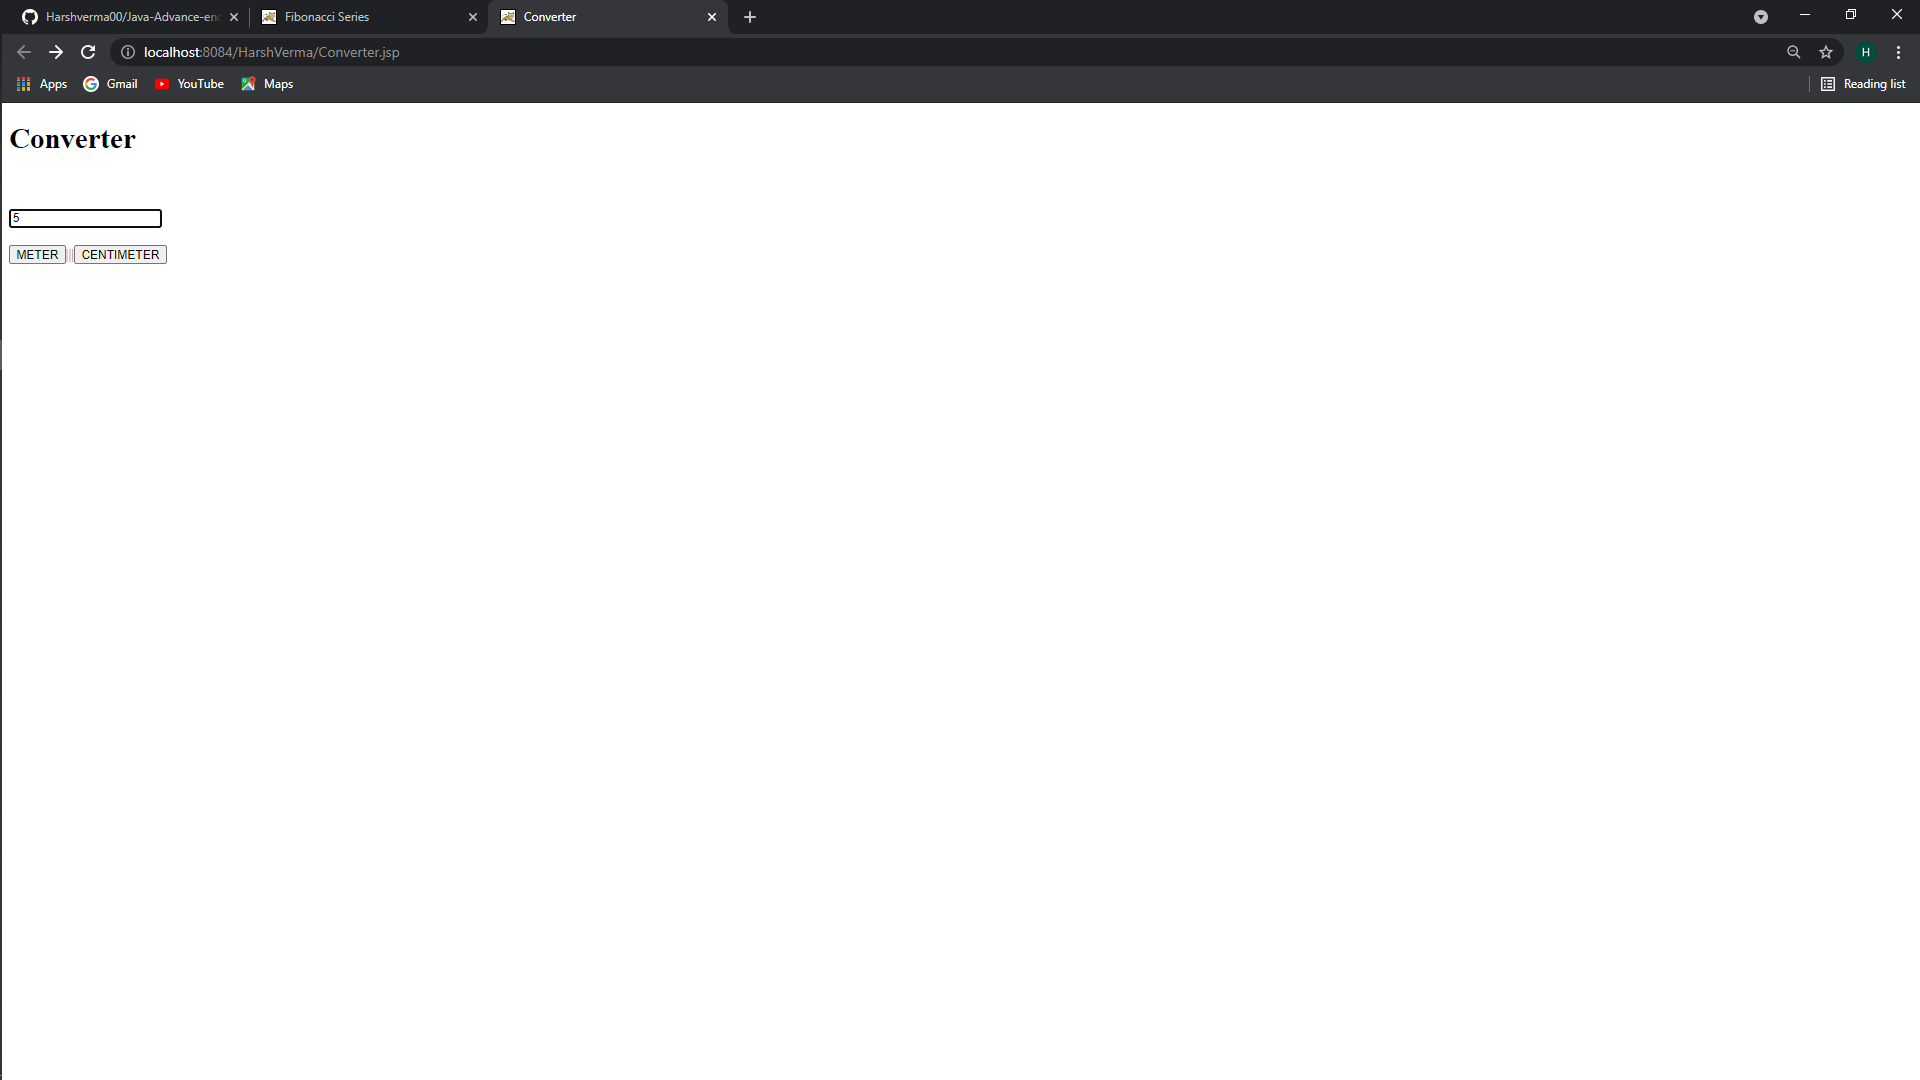 Harshverma00/Java-Advance-en
Fibonacci Series
Converter
localhost:8084/HarshVerma/Converter.jsp
H
Apps
Gmail
YouTube
Maps
Reading list
Converter
5
METER ||| CENTIMETER